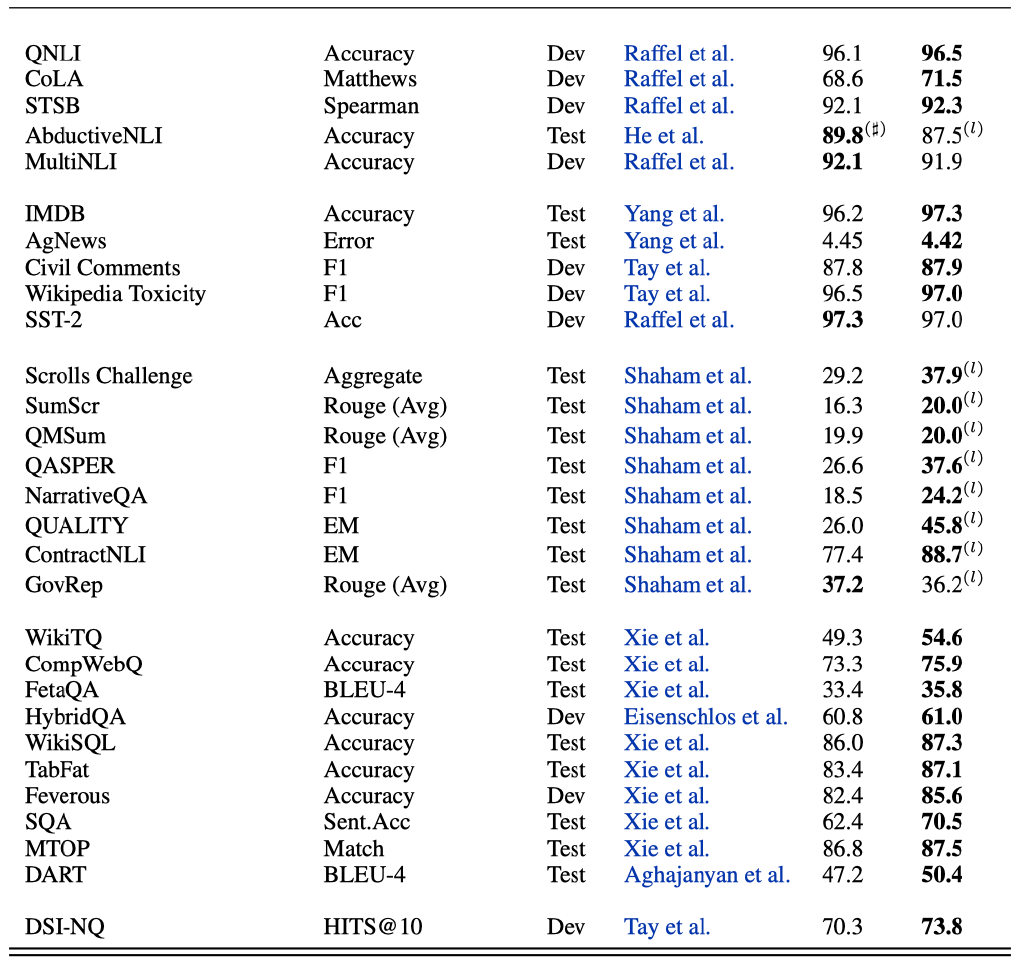 QNLI Accuracy Dev Raffel et al. 96.1 96.5
CoLA Matthews Dev Raffel et al. 68.6 71.5
STSB Spearman Dev Raffel et al. 92.1 92.3
AbductiveNLI Accuracy Test He et al. 89.8(♯) 87.5(l)
MultiNLI Accuracy Dev Raffel et al. 92.1 91.9
IMDB Accuracy Test Yang et al. 96.2 97.3
AgNews Error Test Yang et al. 4.45 4.42
Civil Comments F1 Dev Tay et al. 87.8 87.9
Wikipedia Toxicity F1 Dev Tay et al. 96.5 97.0
SST-2 Acc Dev Raffel et al. 97.3 97.0
Scrolls Challenge Aggregate Test Shaham et al. 29.2 37.9(l)
SumScr Rouge (Avg) Test Shaham et al. 16.3 20.0(l)
QMSum Rouge (Avg) Test Shaham et al. 19.9 20.0(l)
QASPER F1 Test Shaham et al. 26.6 37.6(l)
NarrativeQA F1 Test Shaham et al. 18.5 24.2(l)
QUALITY EM Test Shaham et al. 26.0 45.8(l)
ContractNLI EM Test Shaham et al. 77.4 88.7(l)
GovRep Rouge (Avg) Test Shaham et al. 37.2 36.2(l)
WikiTQ Accuracy Test Xie et al. 49.3 54.6
CompWebQ Accuracy Test Xie et al. 73.3 75.9
FetaQA BLEU-4 Test Xie et al. 33.4 35.8
HybridQA Accuracy Dev Eisenschlos et al. 60.8 61.0
WikiSQL Accuracy Test Xie et al. 86.0 87.3
TabFat Accuracy Test Xie et al. 83.4 87.1
Feverous Accuracy Dev Xie et al. 82.4 85.6
SQA Sent.Acc Test Xie et al. 62.4 70.5
MTOP Match Test Xie et al. 86.8 87.5
DART BLEU-4 Test Aghajanyan et al. 47.2 50.4
DSI-NQ HITS@10 Dev Tay et al. 70.3 73.8